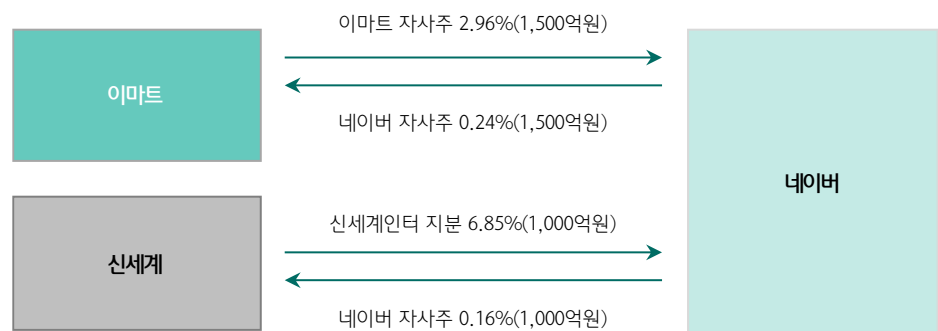 이마트 자사주 2.96%(1,500억원)
이마트
네이버 자사주 0.24%(1,500억원)
네이버
신세계인터 지분 6.85%(1,000억원)
신세계
네이버 자사주 0.16%(1,000억원)